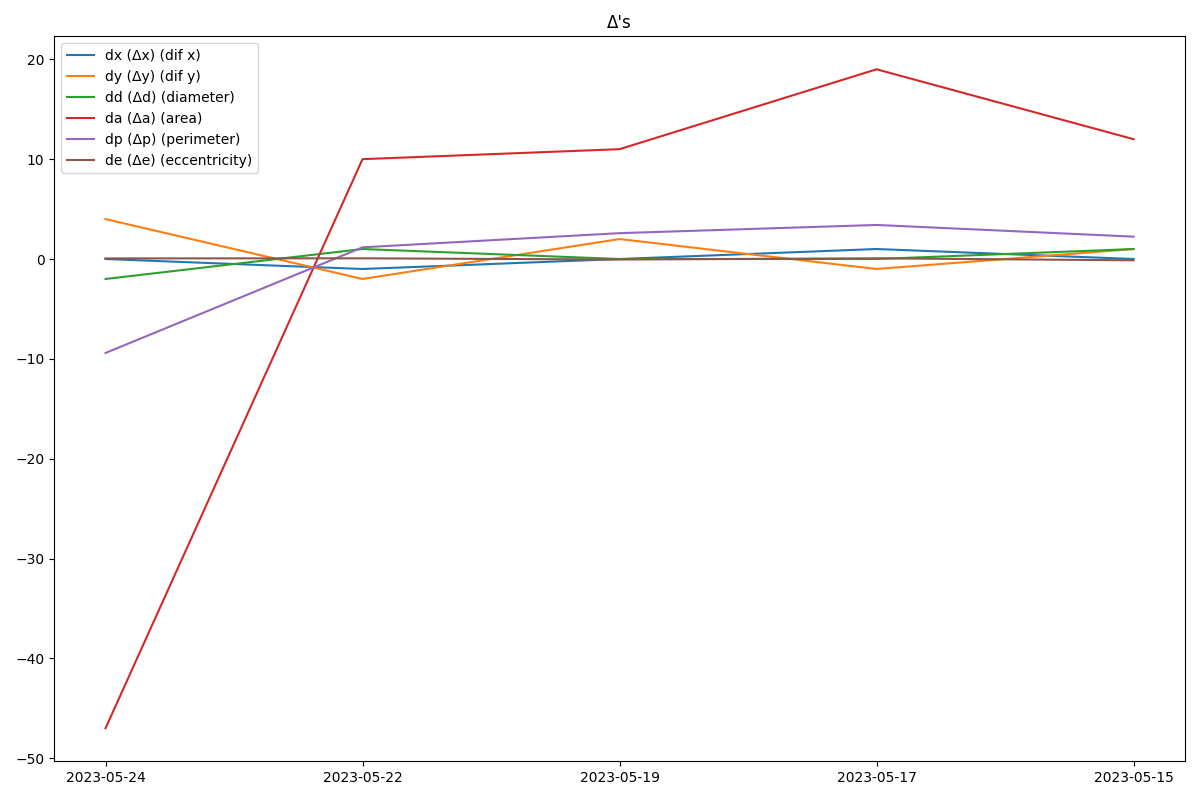 Δ's
dx (Δx) (dif x)
dy (Δy) (dif y)
dd (Δd) (diameter)
da (Δa) (area)
dp (Δp) (perimeter)
de (Δe) (eccentricity)
20
10
0
−10
−20
−30
−40
−50
2023-05-24 2023-05-22 2023-05-19 2023-05-17 2023-05-15